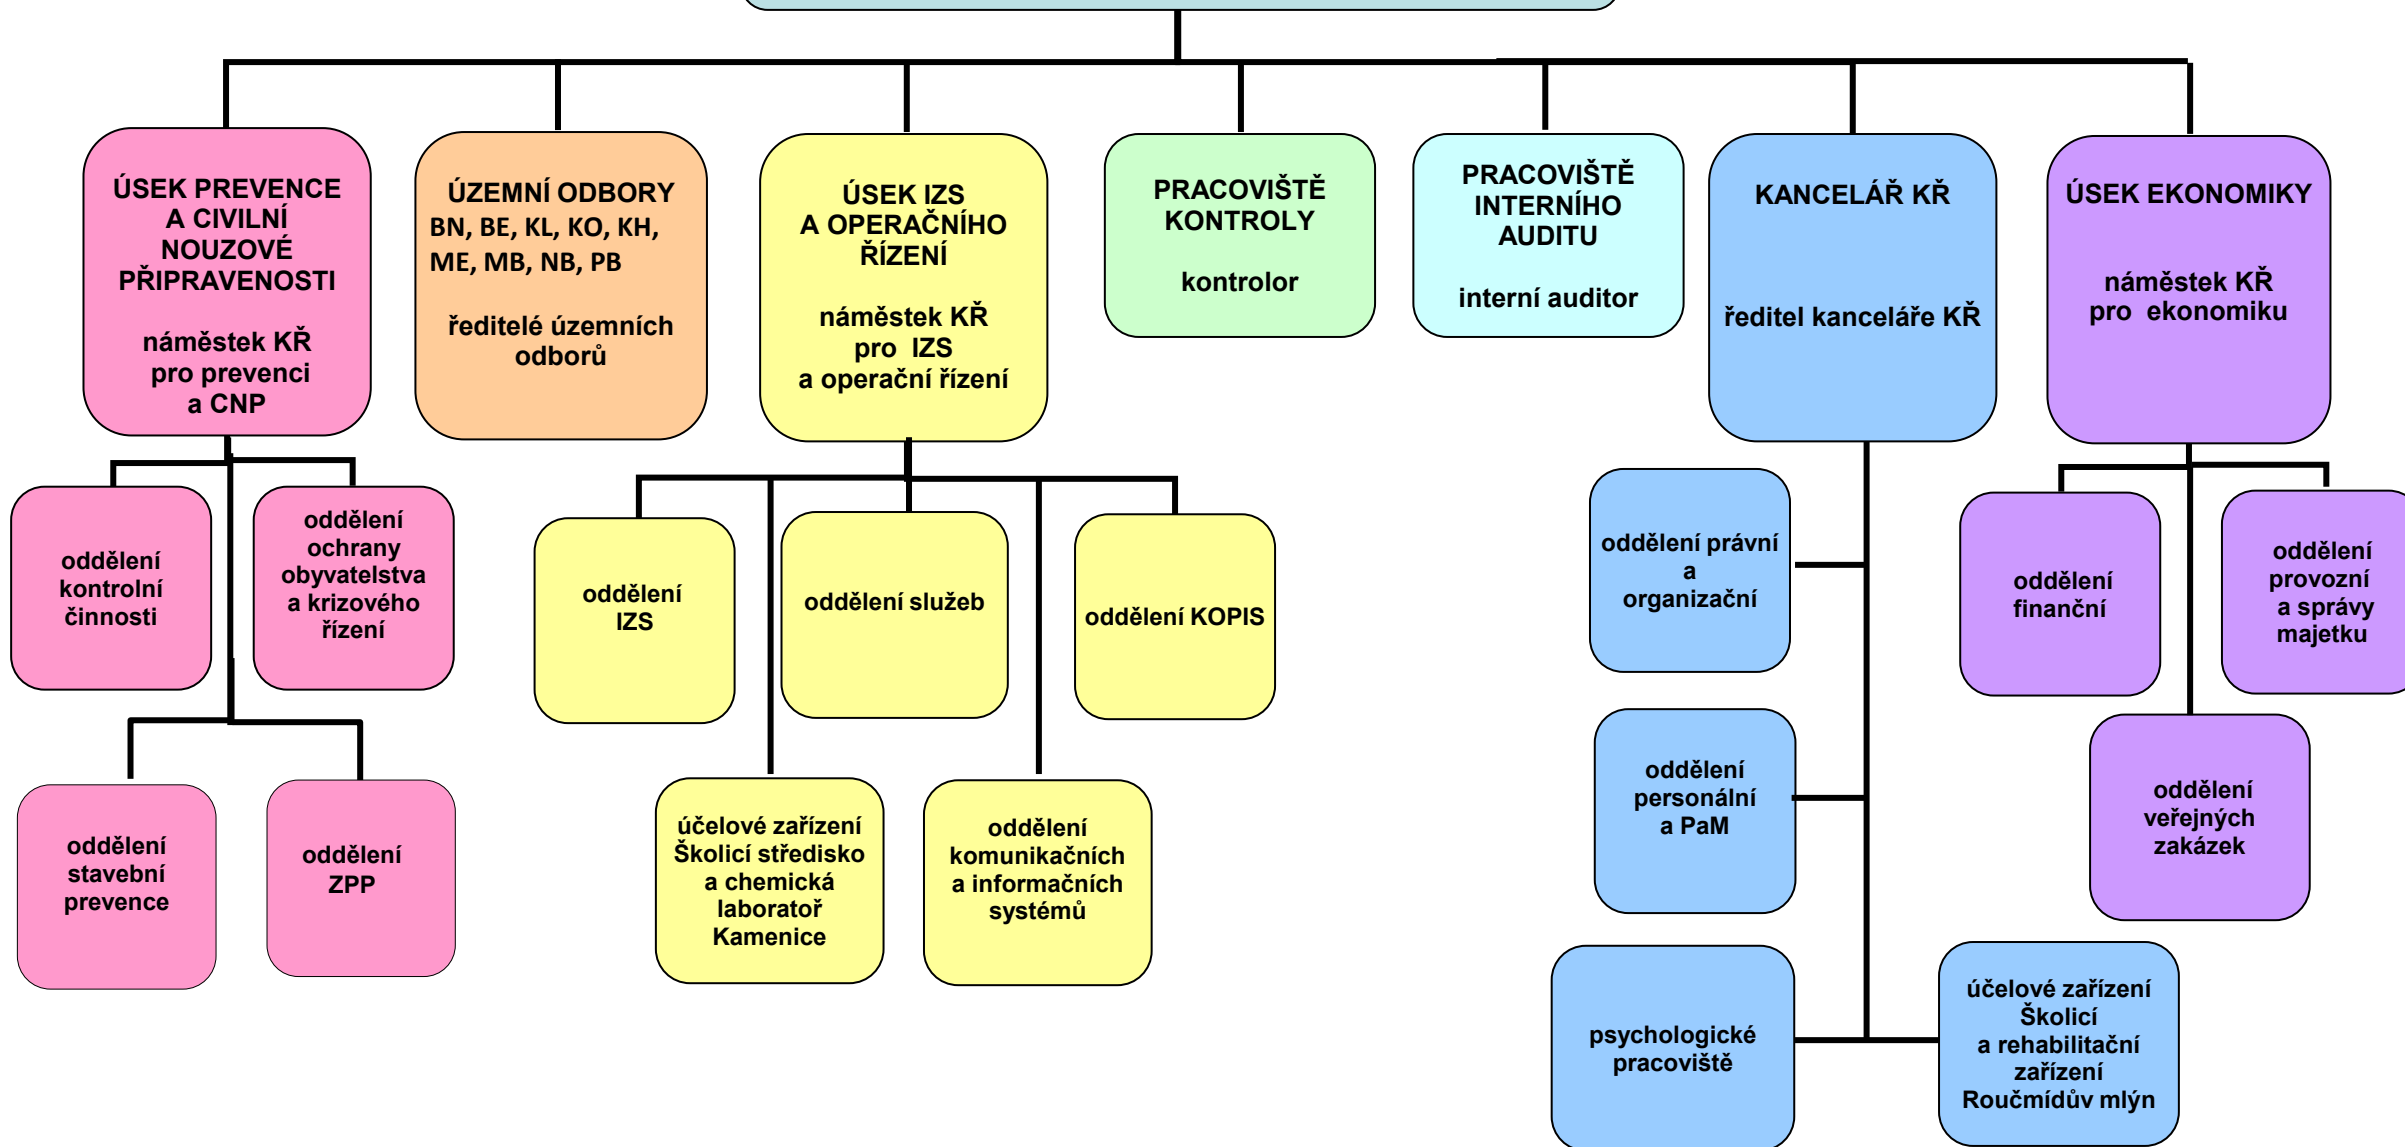 ÚSEK PREVENCE
A CIVILNÍ
NOUZOVÉ
PŘIPRAVENOSTI
náměstek KŘ
pro prevenci
a CNP
ÚZEMNÍ ODBORY
BN, BE, KL, KO, KH,
ME, MB, NB, PB
ředitelé územních
odborů
ÚSEK IZS
A OPERAČNÍHO
ŘÍZENÍ
náměstek KŘ
pro IZS
a operační řízení
PRACOVIŠTĚ
KONTROLY
kontrolor
PRACOVIŠTĚ
INTERNÍHO
AUDITU
interní auditor
KANCELÁŘ KŘ
ředitel kanceláře KŘ
ÚSEK EKONOMIKY
náměstek KŘ
pro ekonomiku
oddělení
kontrolní
činnosti
oddělení
ochrany
obyvatelstva
a krizového
řízení
oddělení
IZS
oddělení služeb
oddělení KOPIS
oddělení právní
a
organizační
oddělení
finanční
oddělení
provozní
a správy
majetku
oddělení
stavební
prevence
oddělení
ZPP
účelové zařízení
Školicí středisko
a chemická
laboratoř
Kamenice
oddělení
komunikačních
a informačních
systémů
oddělení
personální
a PaM
oddělení
veřejných
zakázek
psychologické
pracoviště
účelové zařízení
Školicí
a rehabilitační
zařízení
Roučmídův mlýn